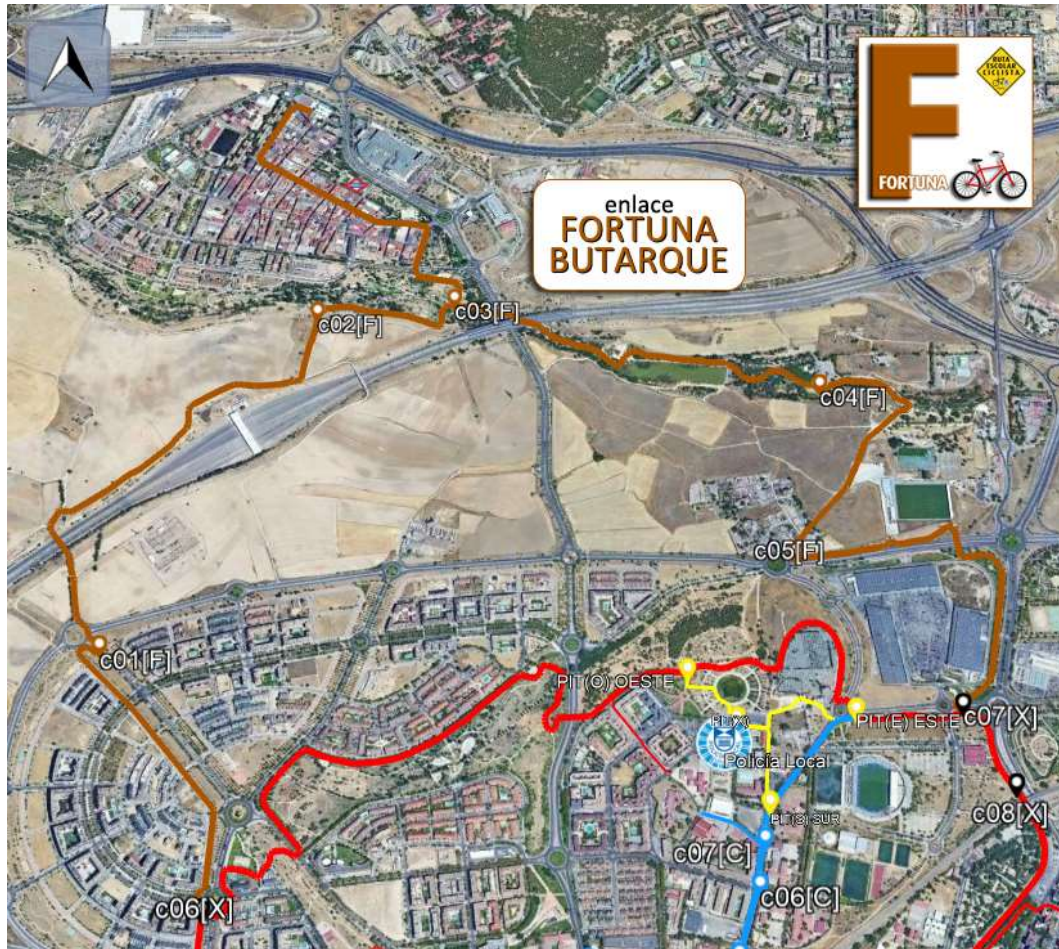 F
RUTA
ESCOLAR
CICLISTA
FORTUNA
enlace
FORTUNA
BUTARQUE
c02[F]
c03[F]
c04[F]
c05[F]
c01[F]
PIT(O) OESTE
PIT(E) ESTE
c07[X]
Policía Local
c08[X]
PIT(S) SUR
c07[C]
c06[C]
c06[X]